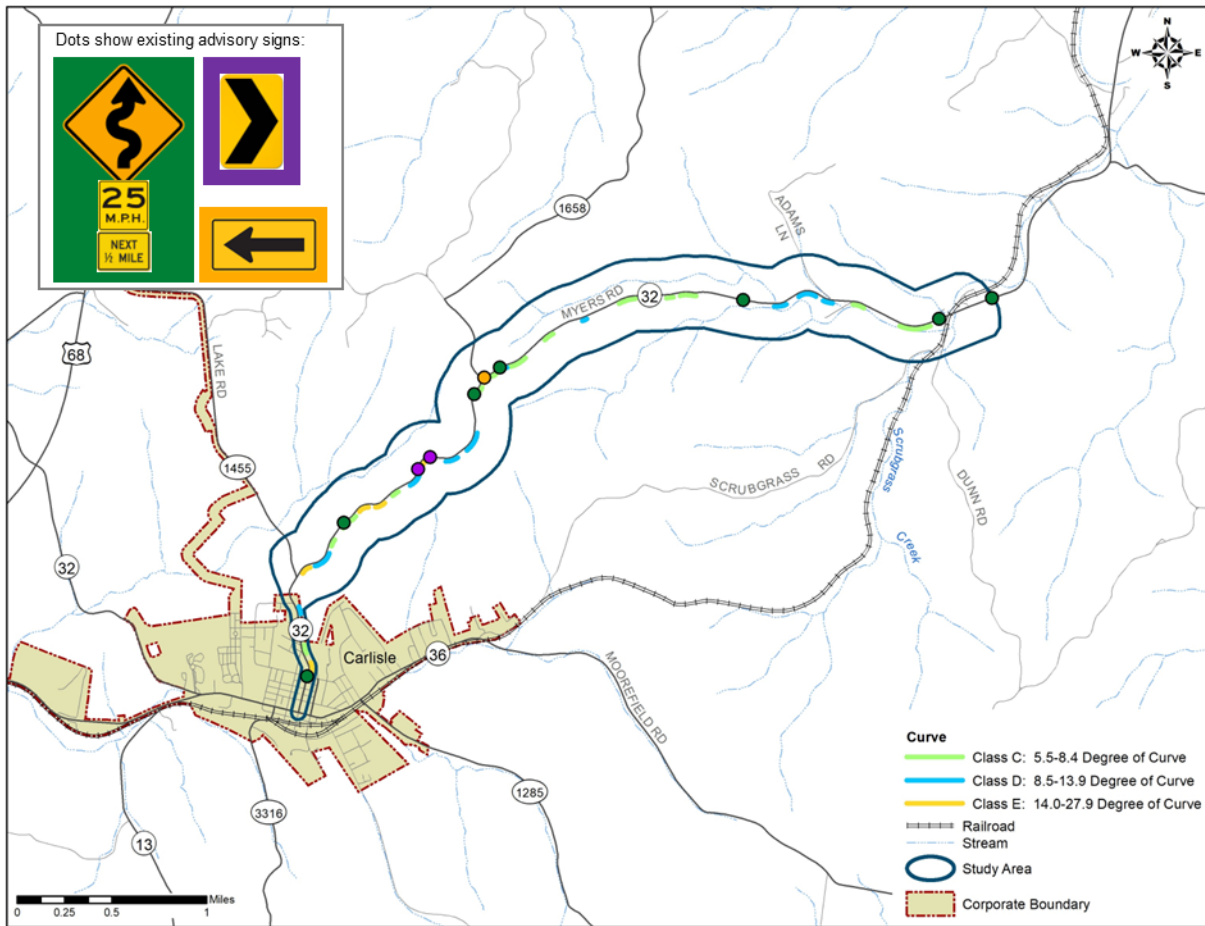 Dots show existing advisory signs:
25
M.P.H.
NEXT
½ MILE
N
W E
S
1658
ADAMS
LN
MYERS RD
32
68
LAKE RD
1455
SCRUBGRASS RD
Scrubgrass
Creek
DUNN RD
32
32
Carlisle
36
MOOREFIELD RD
1285
3316
13
Curve
Class C: 5.5-8.4 Degree of Curve
Class D: 8.5-13.9 Degree of Curve
Class E: 14.0-27.9 Degree of Curve
Railroad
Stream
Study Area
Corporate Boundary
Miles
0 0.25 0.5 1